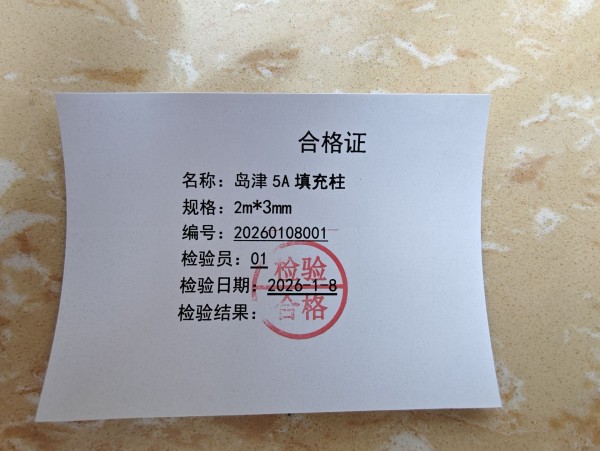 合格证
名称：岛津 5A 填充柱
规格：2m*3mm
编号：20260108001
检验员：01
检验日期：2026-1-8
检验结果：
检验
合格